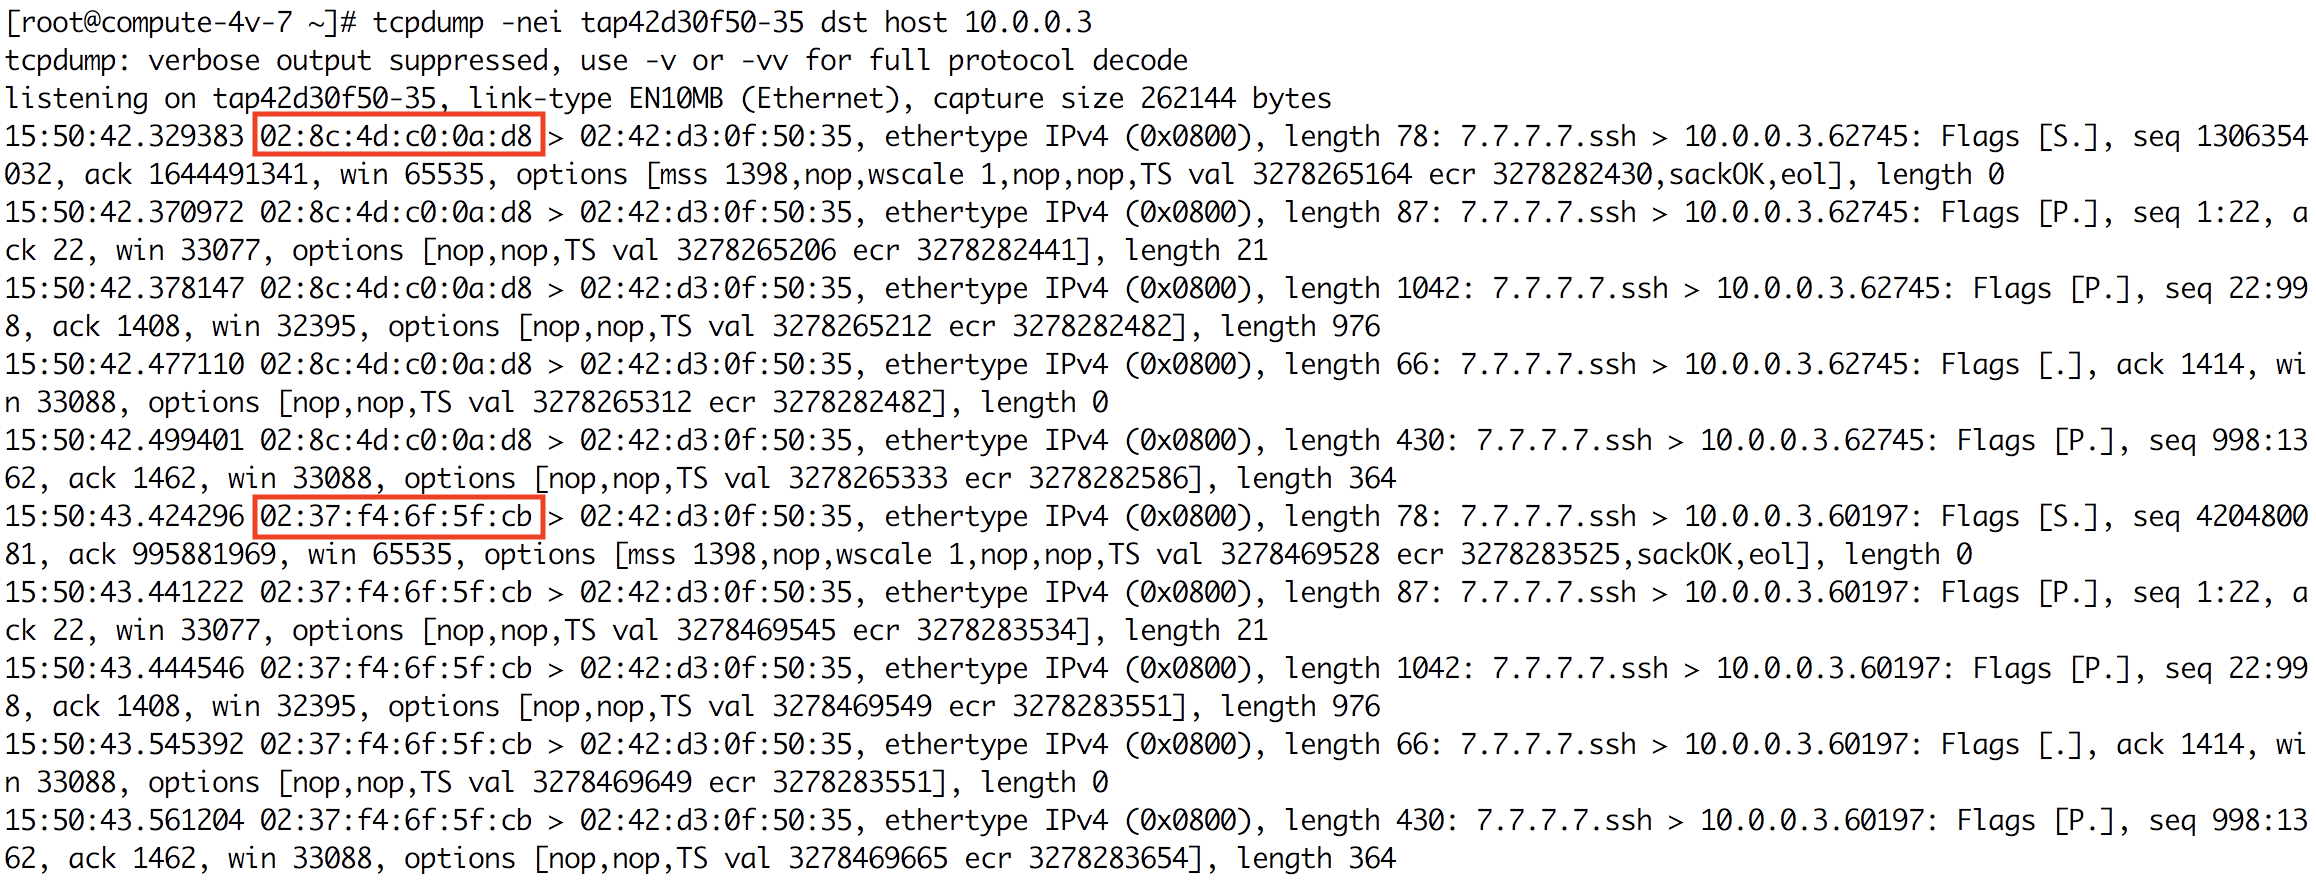 [root@compute-4v-7 ~]# tcpdump -nei tap42d30f50-35 dst host 10.0.0.3
tcpdump: verbose output suppressed, use -v or -vv for full protocol decode
listening on tap42d30f50-35, link-type EN10MB (Ethernet), capture size 262144 bytes
15:50:42.329383 02:8c:4d:c0:0a:d8 > 02:42:d3:0f:50:35, ethertype IPv4 (0x0800), length 78: 7.7.7.7.ssh > 10.0.0.3.62745: Flags [S.], seq 1306354
032, ack 1644491341, win 65535, options [mss 1398,nop,wscale 1,nop,nop,TS val 3278265164 ecr 3278282430,sackOK,eol], length 0
15:50:42.370972 02:8c:4d:c0:0a:d8 > 02:42:d3:0f:50:35, ethertype IPv4 (0x0800), length 87: 7.7.7.7.ssh > 10.0.0.3.62745: Flags [P.], seq 1:22, a
ck 22, win 33077, options [nop,nop,TS val 3278265206 ecr 3278282441], length 21
15:50:42.378147 02:8c:4d:c0:0a:d8 > 02:42:d3:0f:50:35, ethertype IPv4 (0x0800), length 1042: 7.7.7.7.ssh > 10.0.0.3.62745: Flags [P.], seq 22:99
8, ack 1408, win 32395, options [nop,nop,TS val 3278265212 ecr 3278282482], length 976
15:50:42.477110 02:8c:4d:c0:0a:d8 > 02:42:d3:0f:50:35, ethertype IPv4 (0x0800), length 66: 7.7.7.7.ssh > 10.0.0.3.62745: Flags [.], ack 1414, wi
n 33088, options [nop,nop,TS val 3278265312 ecr 3278282482], length 0
15:50:42.499401 02:8c:4d:c0:0a:d8 > 02:42:d3:0f:50:35, ethertype IPv4 (0x0800), length 430: 7.7.7.7.ssh > 10.0.0.3.62745: Flags [P.], seq 998:13
62, ack 1462, win 33088, options [nop,nop,TS val 3278265333 ecr 3278282586], length 364
15:50:43.424296 02:37:f4:6f:5f:cb > 02:42:d3:0f:50:35, ethertype IPv4 (0x0800), length 78: 7.7.7.7.ssh > 10.0.0.3.60197: Flags [S.], seq 4204800
81, ack 995881969, win 65535, options [mss 1398,nop,wscale 1,nop,nop,TS val 3278469528 ecr 3278283525,sackOK,eol], length 0
15:50:43.441222 02:37:f4:6f:5f:cb > 02:42:d3:0f:50:35, ethertype IPv4 (0x0800), length 87: 7.7.7.7.ssh > 10.0.0.3.60197: Flags [P.], seq 1:22, a
ck 22, win 33077, options [nop,nop,TS val 3278469545 ecr 3278283534], length 21
15:50:43.444546 02:37:f4:6f:5f:cb > 02:42:d3:0f:50:35, ethertype IPv4 (0x0800), length 1042: 7.7.7.7.ssh > 10.0.0.3.60197: Flags [P.], seq 22:99
8, ack 1408, win 32395, options [nop,nop,TS val 3278469549 ecr 3278283551], length 976
15:50:43.545392 02:37:f4:6f:5f:cb > 02:42:d3:0f:50:35, ethertype IPv4 (0x0800), length 66: 7.7.7.7.ssh > 10.0.0.3.60197: Flags [.], ack 1414, wi
n 33088, options [nop,nop,TS val 3278469649 ecr 3278283551], length 0
15:50:43.561204 02:37:f4:6f:5f:cb > 02:42:d3:0f:50:35, ethertype IPv4 (0x0800), length 430: 7.7.7.7.ssh > 10.0.0.3.60197: Flags [P.], seq 998:13
62, ack 1462, win 33088, options [nop,nop,TS val 3278469665 ecr 3278283654], length 364